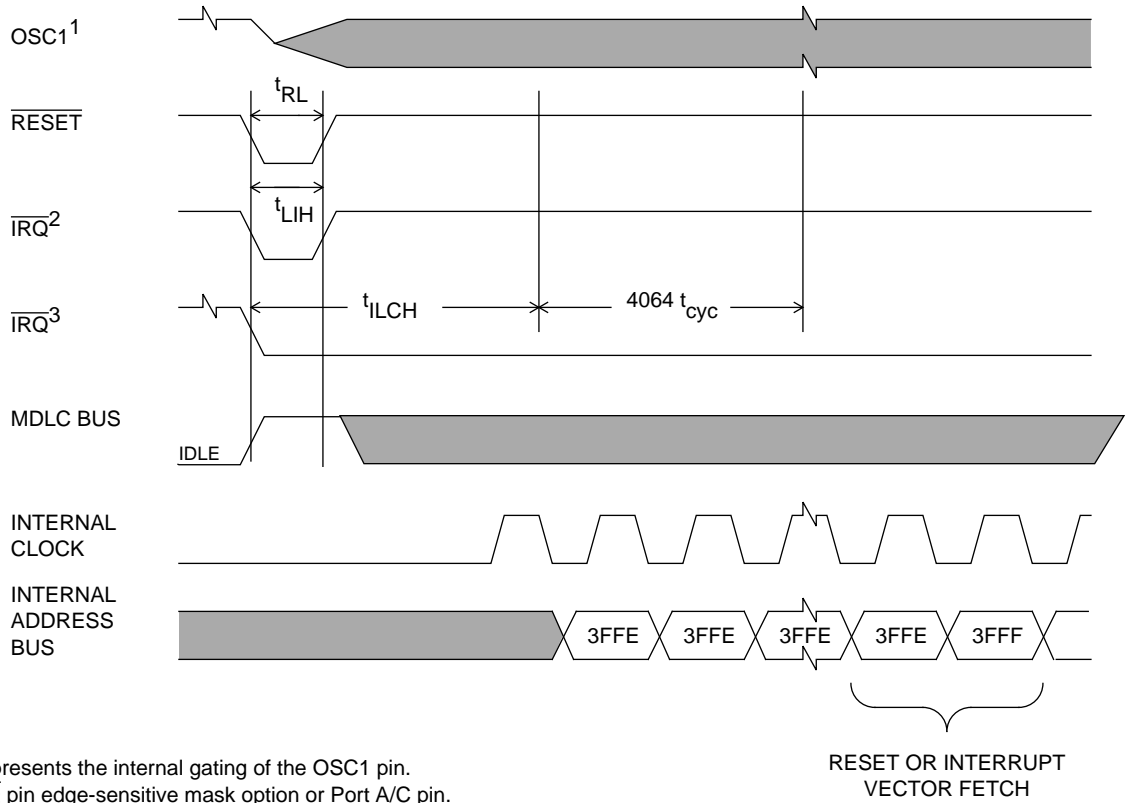 OSC1¹
t_RL
RESET
t_LIH
IRQ²
t_ILCH
4064 t_cyc
IRQ³
MDLC BUS
IDLE
INTERNAL
CLOCK
INTERNAL
ADDRESS
BUS
3FFE 3FFE 3FFE 3FFE 3FFF
RESET OR INTERRUPT
VECTOR FETCH
the internal gating of the OSC1 pin.
pin edge-sensitive mask option or Port A/C pin.